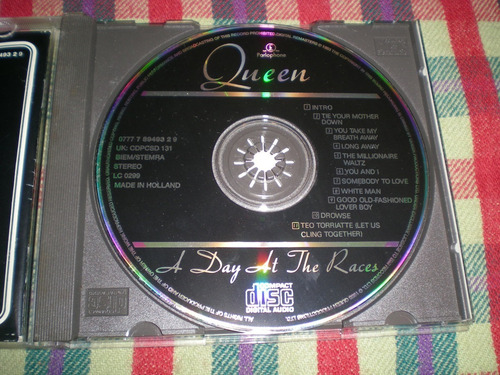 Parlophone
Queen
0777 7 89493 2 9
UK: CDPCSD 131
BIEM/STEMRA
STEREO
LC 0299
MADE IN HOLLAND
1 INTRO
2 TIE YOUR MOTHER
DOWN
3 YOU TAKE MY
BREATH AWAY
4 LONG AWAY
5 THE MILLIONAIRE
WALTZ
6 YOU AND I
7 SOMEBODY TO LOVE
8 WHITE MAN
9 GOOD OLD-FASHIONED
LOVER BOY
10 DROWSE
11 TEO TORRIATTE (LET US
CLING TOGETHER)
A Day At The Races
COMPACT
disc
DIGITAL AUDIO